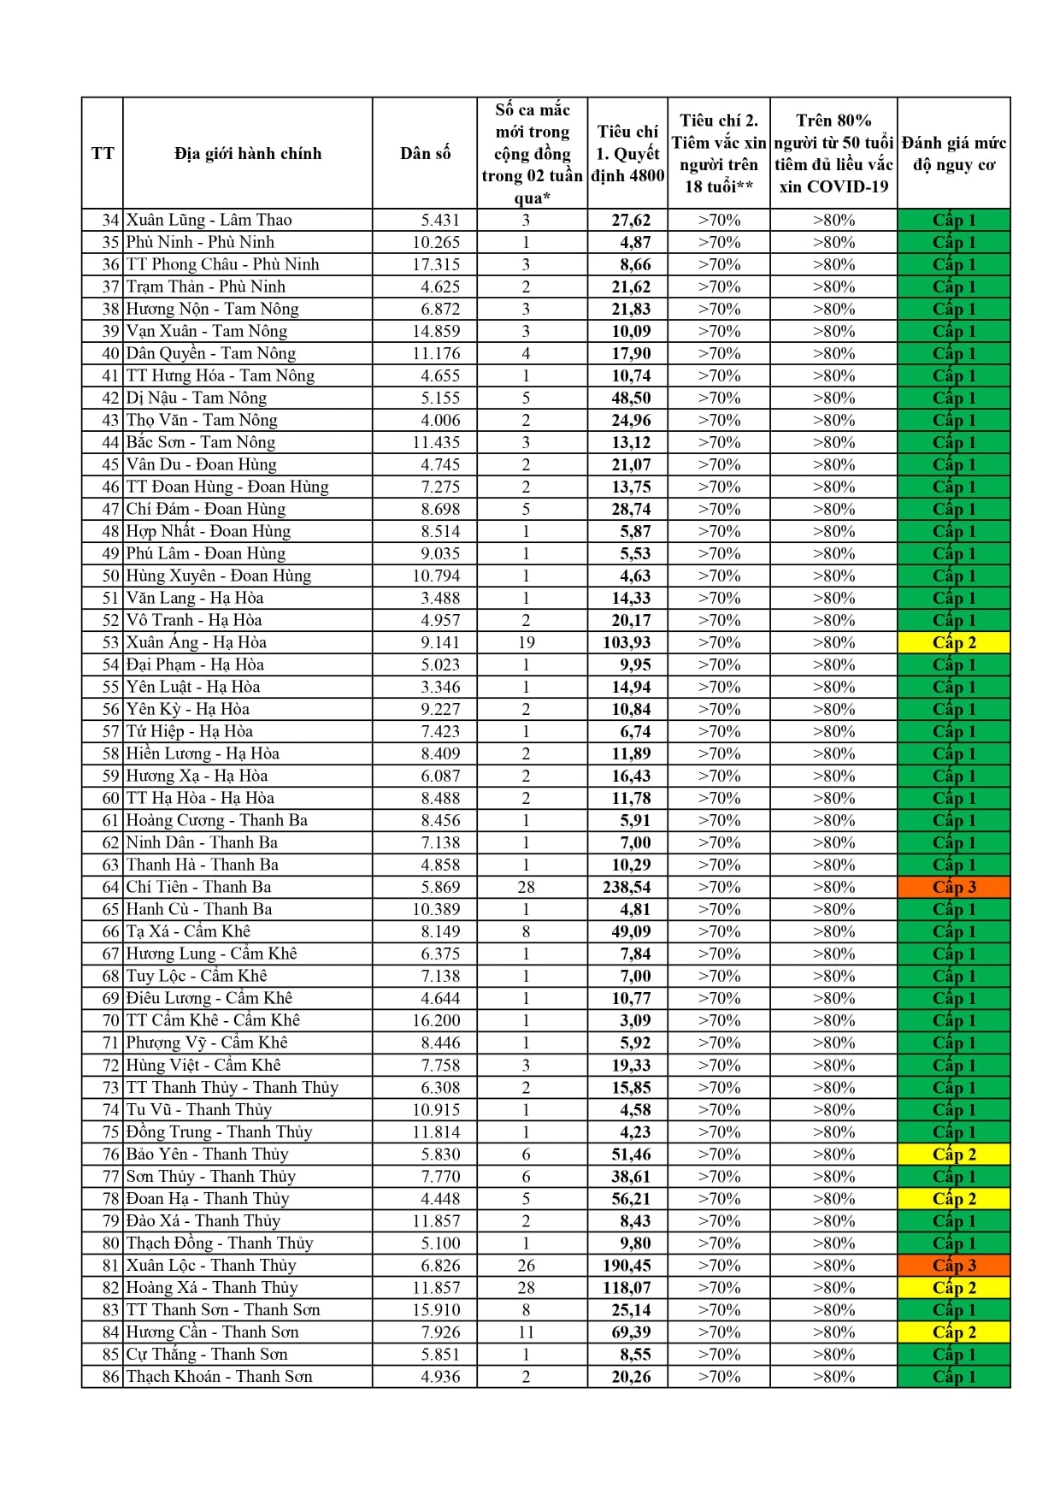 TT Địa giới hành chính Dân số Số ca mắc mới trong cộng đồng trong 02 tuần qua* Tiêu chí 1. Quyết định 4800 Tiêu chí 2. Tiêm vắc xin người trên 18 tuổi** Trên 80% người từ 50 tuổi tiêm đủ liều vắc xin COVID-19 Đánh giá mức độ nguy cơ
34 Xuân Lũng - Lâm Thao 5.431 3 27,62 >70% >80% Cấp 1
35 Phù Ninh - Phù Ninh 10.265 1 4,87 >70% >80% Cấp 1
36 TT Phong Châu - Phù Ninh 17.315 3 8,66 >70% >80% Cấp 1
37 Trạm Thản - Phù Ninh 4.625 2 21,62 >70% >80% Cấp 1
38 Hương Nộn - Tam Nông 6.872 3 21,83 >70% >80% Cấp 1
39 Vạn Xuân - Tam Nông 14.859 3 10,09 >70% >80% Cấp 1
40 Dân Quyền - Tam Nông 11.176 4 17,90 >70% >80% Cấp 1
41 TT Hưng Hóa - Tam Nông 4.655 1 10,74 >70% >80% Cấp 1
42 Dị Nậu - Tam Nông 5.155 5 48,50 >70% >80% Cấp 1
43 Thọ Văn - Tam Nông 4.006 2 24,96 >70% >80% Cấp 1
44 Bắc Sơn - Tam Nông 11.435 3 13,12 >70% >80% Cấp 1
45 Vân Du - Đoan Hùng 4.745 2 21,07 >70% >80% Cấp 1
46 TT Đoan Hùng - Đoan Hùng 7.275 2 13,75 >70% >80% Cấp 1
47 Chí Đám - Đoan Hùng 8.698 5 28,74 >70% >80% Cấp 1
48 Hợp Nhất - Đoan Hùng 8.514 1 5,87 >70% >80% Cấp 1
49 Phú Lâm - Đoan Hùng 9.035 1 5,53 >70% >80% Cấp 1
50 Hùng Xuyên - Đoan Hùng 10.794 1 4,63 >70% >80% Cấp 1
51 Văn Lang - Hạ Hòa 3.488 1 14,33 >70% >80% Cấp 1
52 Vô Tranh - Hạ Hòa 4.957 2 20,17 >70% >80% Cấp 1
53 Xuân Áng - Hạ Hòa 9.141 19 103,93 >70% >80% Cấp 2
54 Đại Phạm - Hạ Hòa 5.023 1 9,95 >70% >80% Cấp 1
55 Yên Luật - Hạ Hòa 3.346 1 14,94 >70% >80% Cấp 1
56 Yên Kỳ - Hạ Hòa 9.227 2 10,84 >70% >80% Cấp 1
57 Tứ Hiệp - Hạ Hòa 7.423 1 6,74 >70% >80% Cấp 1
58 Hiền Lương - Hạ Hòa 8.409 2 11,89 >70% >80% Cấp 1
59 Hương Xạ - Hạ Hòa 6.087 2 16,43 >70% >80% Cấp 1
60 TT Hạ Hòa - Hạ Hòa 8.488 2 11,78 >70% >80% Cấp 1
61 Hoàng Cương - Thanh Ba 8.456 1 5,91 >70% >80% Cấp 1
62 Ninh Dân - Thanh Ba 7.138 1 7,00 >70% >80% Cấp 1
63 Thanh Hà - Thanh Ba 4.858 1 10,29 >70% >80% Cấp 1
64 Chí Tiên - Thanh Ba 5.869 28 238,54 >70% >80% Cấp 3
65 Hanh Cù - Thanh Ba 10.389 1 4,81 >70% >80% Cấp 1
66 Tạ Xá - Cẩm Khê 8.149 8 49,09 >70% >80% Cấp 1
67 Hương Lung - Cẩm Khê 6.375 1 7,84 >70% >80% Cấp 1
68 Tuy Lộc - Cẩm Khê 7.138 1 7,00 >70% >80% Cấp 1
69 Điêu Lương - Cẩm Khê 4.644 1 10,77 >70% >80% Cấp 1
70 TT Cẩm Khê - Cẩm Khê 16.200 1 3,09 >70% >80% Cấp 1
71 Phượng Vỹ - Cẩm Khê 8.446 1 5,92 >70% >80% Cấp 1
72 Hùng Việt - Cẩm Khê 7.758 3 19,33 >70% >80% Cấp 1
73 TT Thanh Thủy - Thanh Thủy 6.308 2 15,85 >70% >80% Cấp 1
74 Tu Vũ - Thanh Thủy 10.915 1 4,58 >70% >80% Cấp 1
75 Đồng Trung - Thanh Thủy 11.814 1 4,23 >70% >80% Cấp 1
76 Bảo Yên - Thanh Thủy 5.830 6 51,46 >70% >80% Cấp 2
77 Sơn Thủy - Thanh Thủy 7.770 6 38,61 >70% >80% Cấp 1
78 Đoan Hạ - Thanh Thủy 4.448 5 56,21 >70% >80% Cấp 2
79 Đào Xá - Thanh Thủy 11.857 2 8,43 >70% >80% Cấp 1
80 Thạch Đồng - Thanh Thủy 5.100 1 9,80 >70% >80% Cấp 1
81 Xuân Lộc - Thanh Thủy 6.826 26 190,45 >70% >80% Cấp 3
82 Hoàng Xá - Thanh Thủy 11.857 28 118,07 >70% >80% Cấp 2
83 TT Thanh Sơn - Thanh Sơn 15.910 8 25,14 >70% >80% Cấp 1
84 Hương Cần - Thanh Sơn 7.926 11 69,39 >70% >80% Cấp 2
85 Cự Thắng - Thanh Sơn 5.851 1 8,55 >70% >80% Cấp 1
86 Thạch Khoán - Thanh Sơn 4.936 2 20,26 >70% >80% Cấp 1